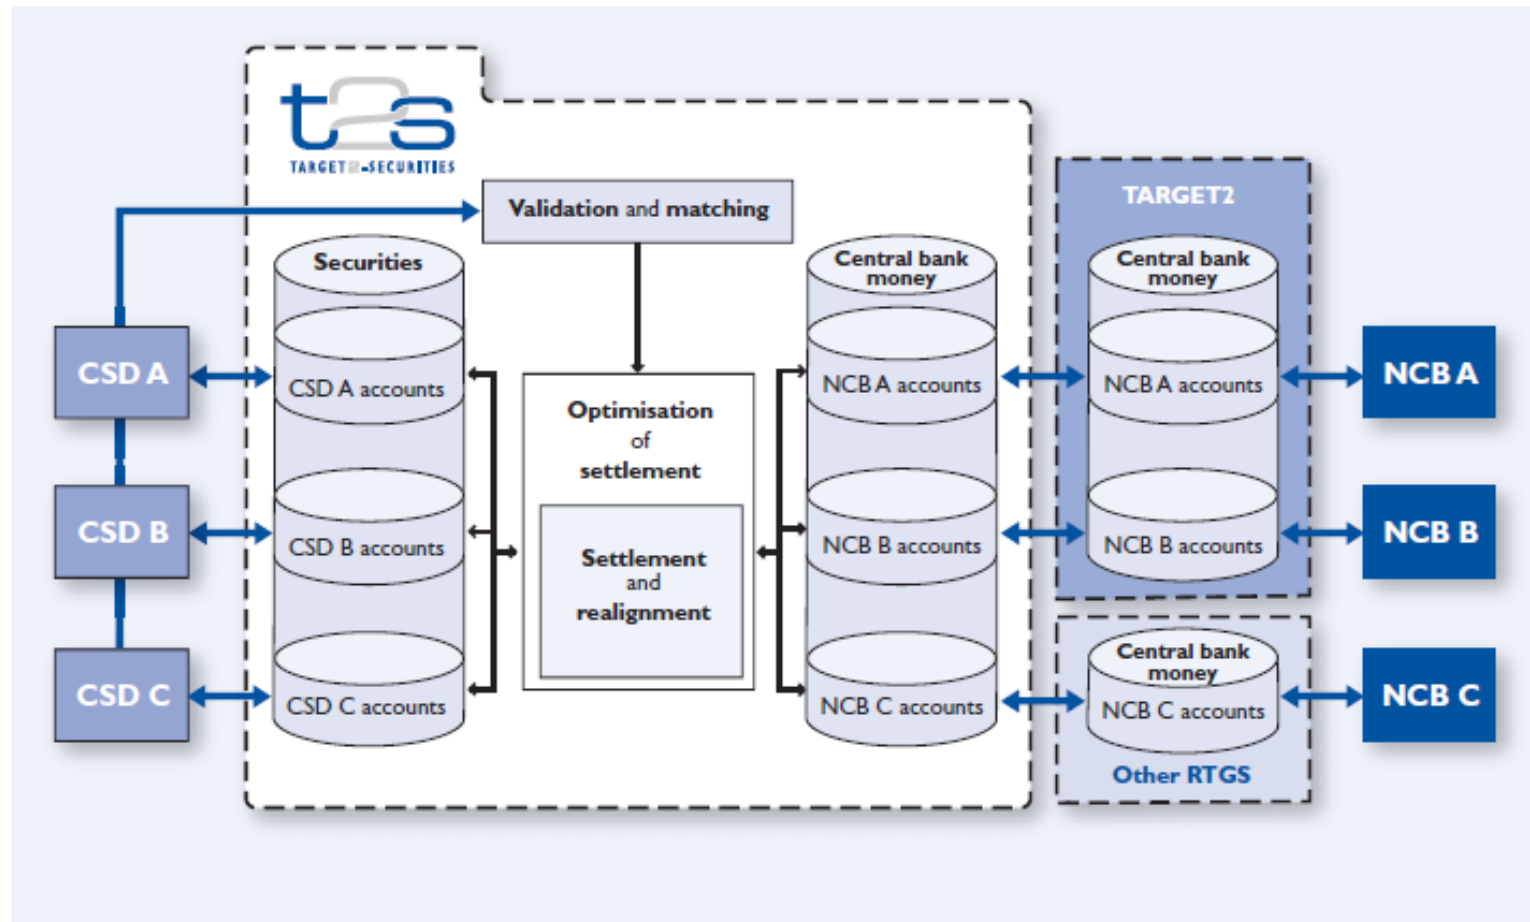 t2s
TARGET2-SECURITIES
Validation and matching
TARGET2
Securities
Central bank
money
Central bank
money
CSD A
CSD A accounts
NCB A accounts
NCB A accounts
NCB A
Optimisation
of
settlement
CSD B
CSD B accounts
Settlement
and
realignment
NCB B accounts
NCB B accounts
NCB B
Central bank
money
CSD C
CSD C accounts
NCB C accounts
NCB C accounts
NCB C
Other RTGS